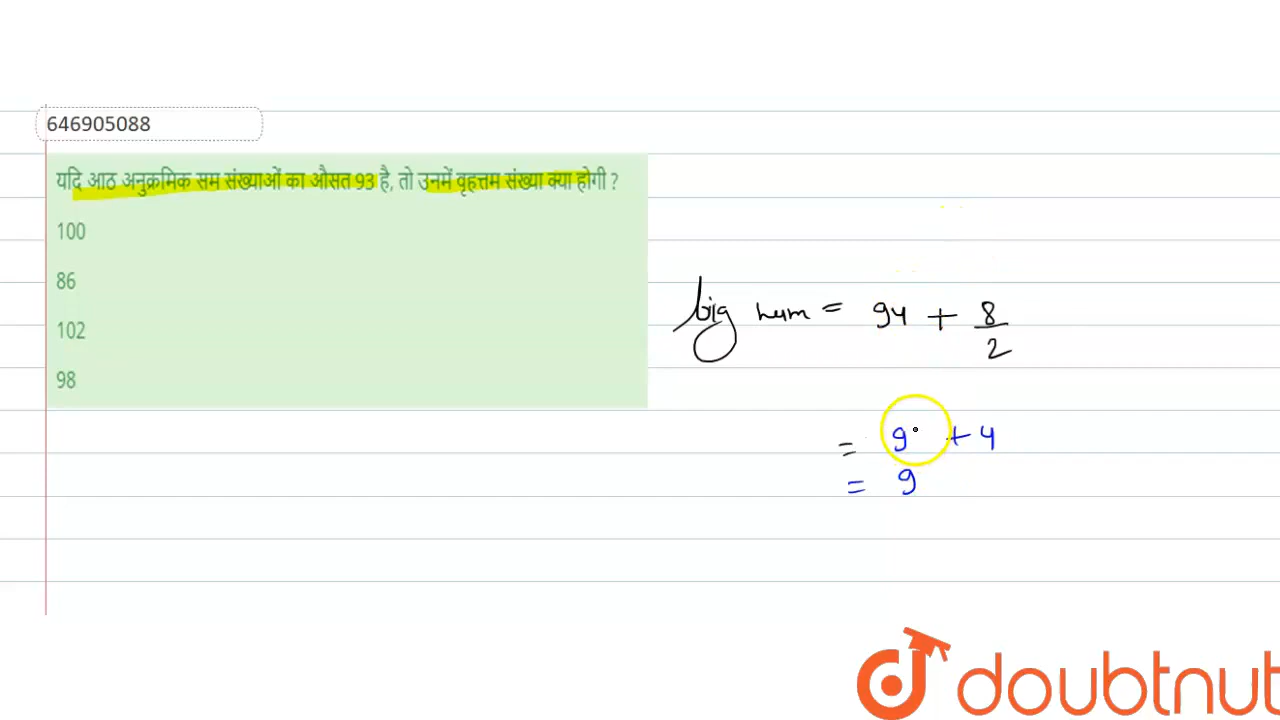 646905088
यदि आठ अनुक्रमिक सम संख्याओं का औसत 93 है, तो उनमें वृहत्तम संख्या क्या होगी ?
100
86
102
98
big num = 94 + 8/2
= 9 + 4
= 9
doubtnut